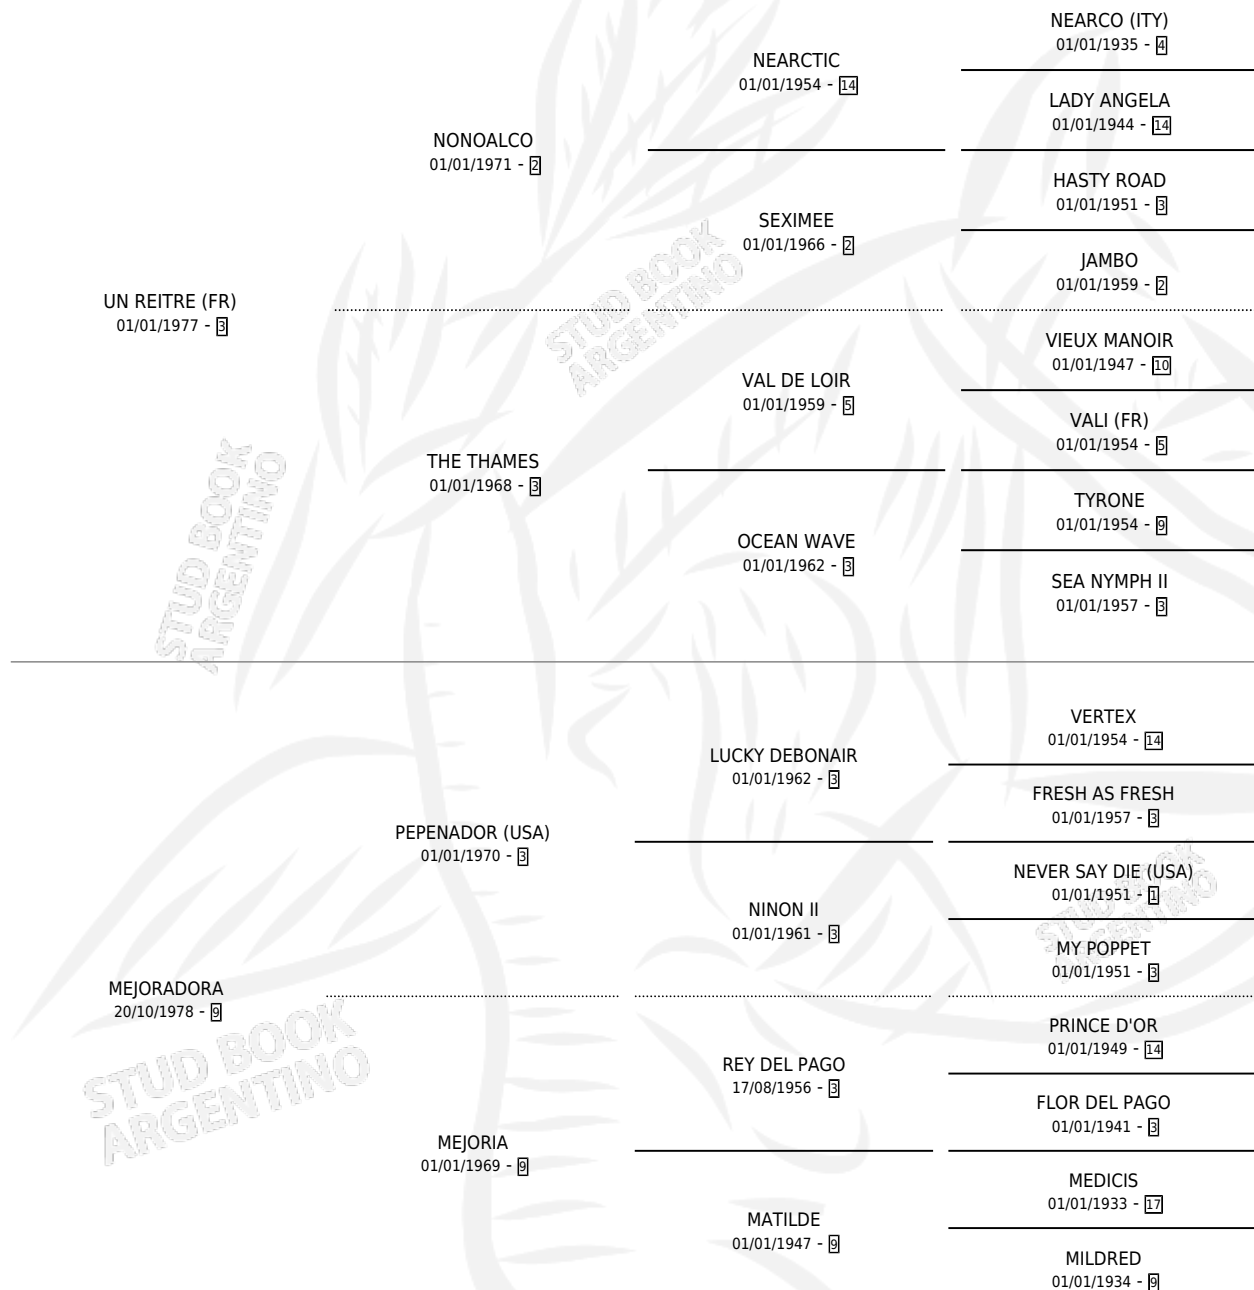 NEARCO (ITY)
01/01/1935 - 4
NEARCTIC
01/01/1954 - 14
LADY ANGELA
01/01/1944 - 14
NONOALCO
01/01/1971 - 2
HASTY ROAD
01/01/1951 - 3
SEXIMEE
01/01/1966 - 2
JAMBO
01/01/1959 - 2
UN REITRE (FR)
01/01/1977 - 3
VIEUX MANOIR
01/01/1947 - 10
VAL DE LOIR
01/01/1959 - 5
VALI (FR)
01/01/1954 - 5
THE THAMES
01/01/1968 - 3
TYRONE
01/01/1954 - 9
OCEAN WAVE
01/01/1962 - 3
SEA NYMPH II
01/01/1957 - 3
VERTEX
01/01/1954 - 14
LUCKY DEBONAIR
01/01/1962 - 3
FRESH AS FRESH
01/01/1957 - 3
PEPENADOR (USA)
01/01/1970 - 3
NEVER SAY DIE (USA)
01/01/1951 - 1
NINON II
01/01/1961 - 3
MY POPPET
01/01/1951 - 3
MEJORADORA
20/10/1978 - 9
PRINCE D'OR
01/01/1949 - 14
REY DEL PAGO
17/08/1956 - 3
FLOR DEL PAGO
01/01/1941 - 3
MEJORIA
01/01/1969 - 9
MEDICIS
01/01/1933 - 17
MATILDE
01/01/1947 - 9
MILDRED
01/01/1934 - 9
STUD BOOK
ARGENTINO
STUD BOOK
ARGENTINO
STUD BOOK
ARGENTINO
STUD BOOK
ARGENTINO